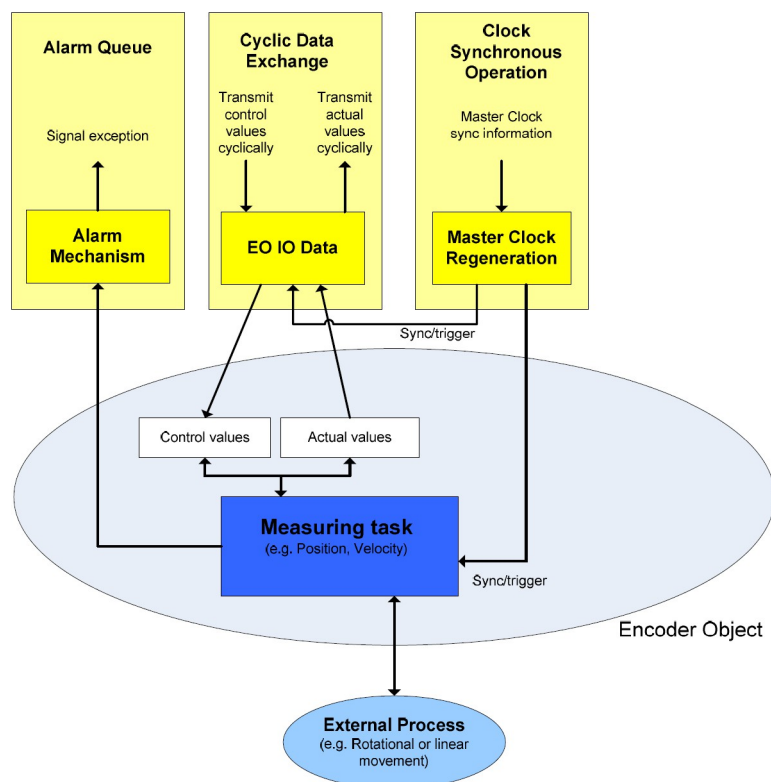 Alarm Queue
Signal exception
Alarm
Mechanism
Cyclic Data
Exchange
Transmit
control
values
cyclically
Transmit
actual
values
cyclically
EO IO Data
Clock
Synchronous
Operation
Master Clock
sync information
Master Clock
Regeneration
Sync/trigger
Control values
Actual values
Measuring task
(e.g. Position, Velocity)
Sync/trigger
Encoder Object
External Process
(e.g. Rotational or linear
movement)